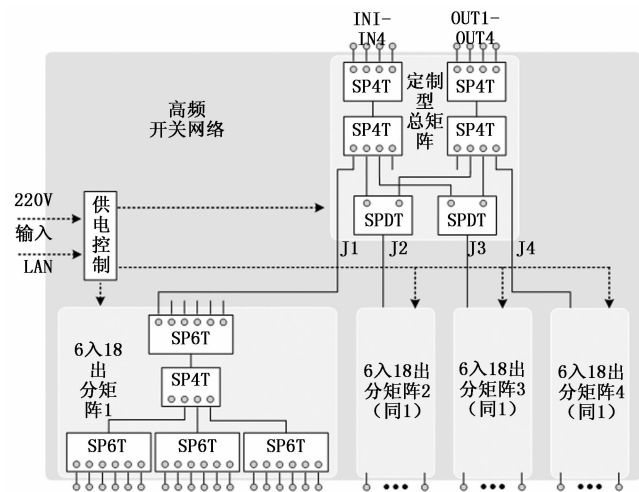 INI-
IN4
OUT1-
OUT4
SP4T
SP4T
定制
型
总矩
阵
高频
开关网络
SP4T
SP4T
220V
输入
LAN
供
电
控
制
SPDT
SPDT
J1
J2
J3
J4
6入18
出
分矩
阵1
SP6T
SP4T
SP6T
SP6T
SP6T
6入18出
分矩阵2
（同1）
6入18出
分矩阵3
（同1）
6入18出
分矩阵4
（同1）